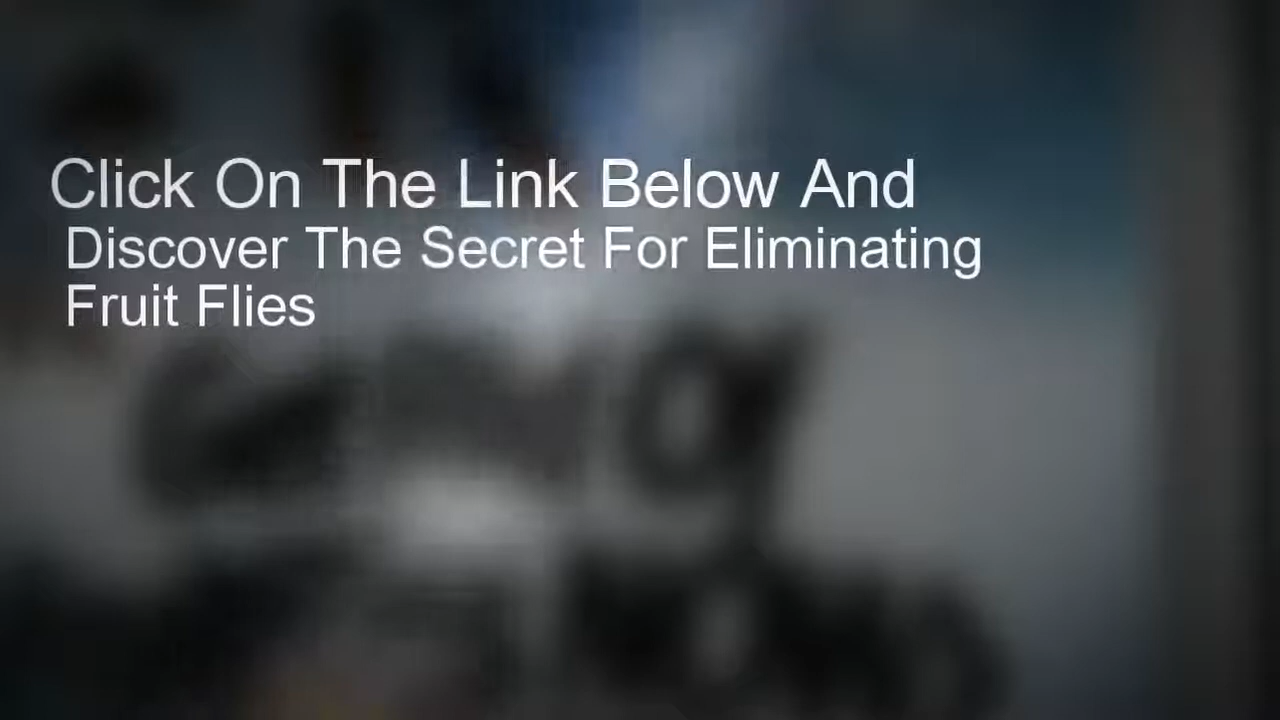 Click On The Link Below And
Discover The Secret For Eliminating
Fruit Flies